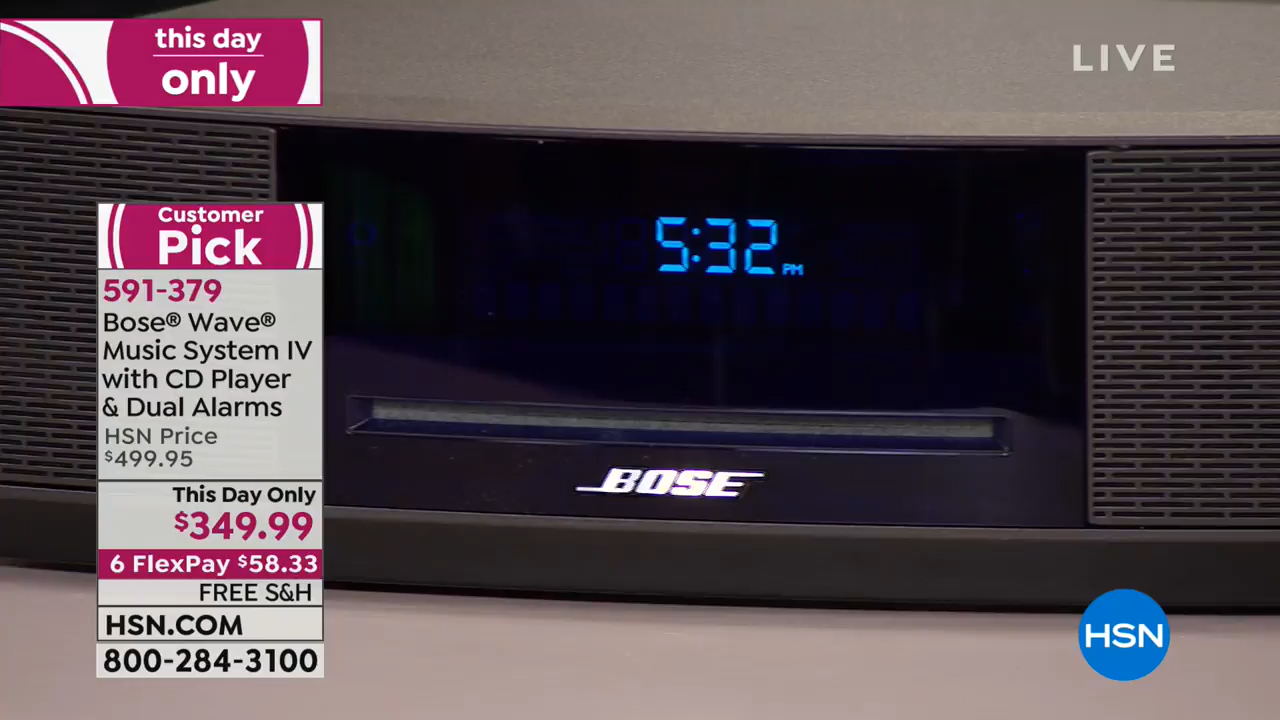 this day
only
LIVE
5:32 PM
Customer
Pick
591-379
Bose® Wave®
Music System IV
with CD Player
& Dual Alarms
HSN Price
$499.95
This Day Only
$349.99
6 FlexPay $58.33
FREE S&H
HSN.COM
800-284-3100
BOSE
HSN